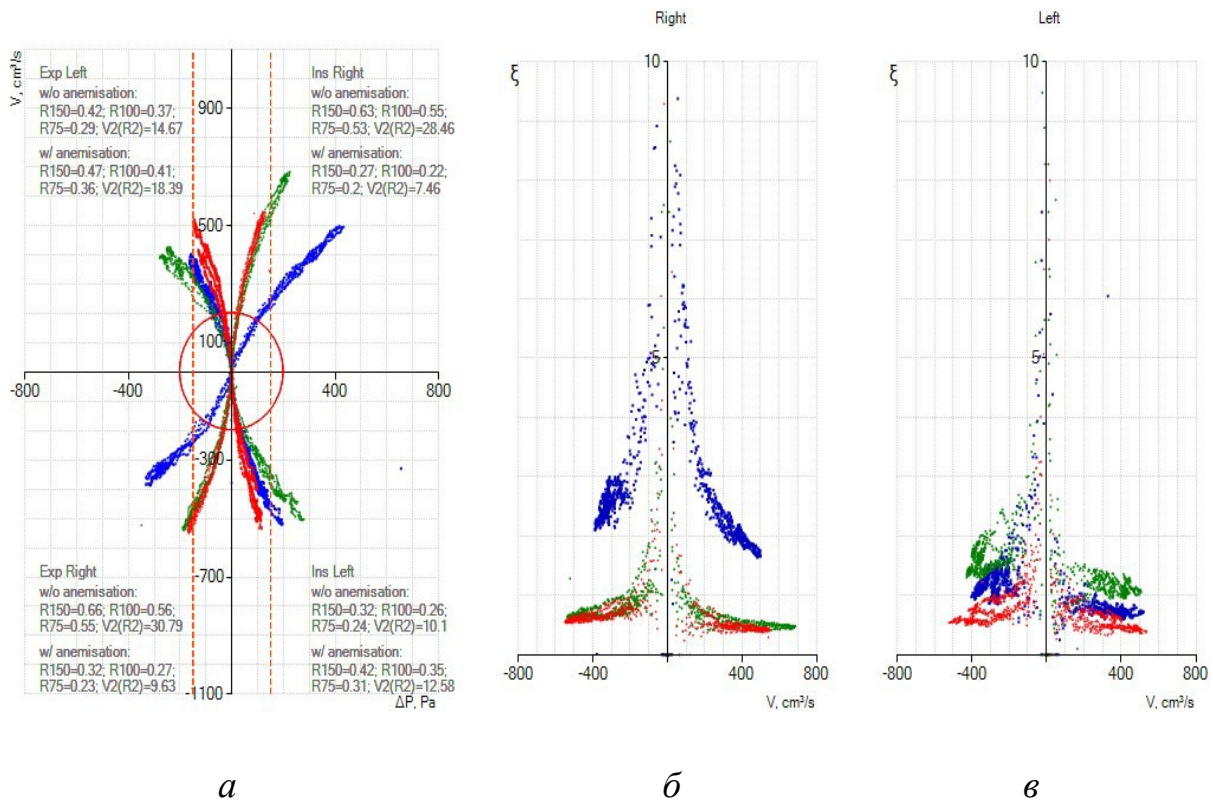 V, cm³/s
Exp Left
w/o anemisation:
R150=0.42; R100=0.37;
R75=0.29; V2(R2)=14.67
w/ anemisation:
R150=0.47; R100=0.41;
R75=0.36; V2(R2)=18.39
Ins Right
w/o anemisation:
R150=0.63; R100=0.55;
R75=0.53; V2(R2)=28.46
w/ anemisation:
R150=0.27; R100=0.22;
R75=0.2; V2(R2)=7.46
900
500
100
-800 -400 0 400 800
-300
-700
-1100
Exp Right
w/o anemisation:
R150=0.66; R100=0.56;
R75=0.55; V2(R2)=30.79
w/ anemisation:
R150=0.32; R100=0.27;
R75=0.23; V2(R2)=9.63
Ins Left
w/o anemisation:
R150=0.32; R100=0.26;
R75=0.24; V2(R2)=10.1
w/ anemisation:
R150=0.42; R100=0.35;
R75=0.31; V2(R2)=12.58
ΔP, Pa
а
Right
ξ
10
5
-800 -400 0 400 800
V, cm³/s
б
Left
ξ
10
5
-800 -400 0 400 800
V, cm³/s
в